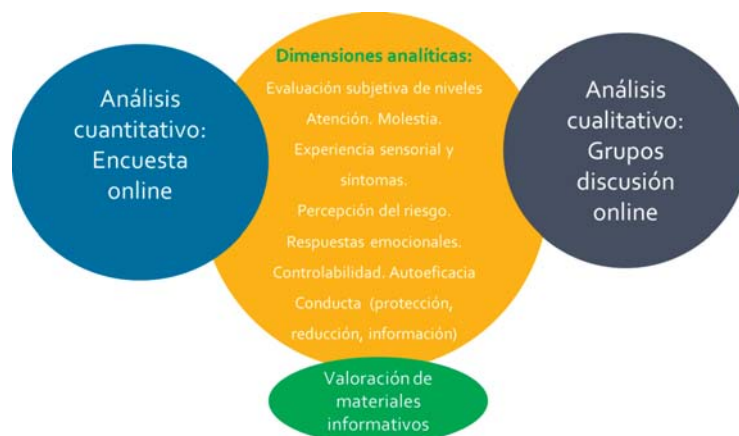 Análisis
cuantitativo:
Encuesta
online
Dimensiones analíticas:
Evaluación subjetiva de niveles
Atención. Molestia.
Experiencia sensorial y
síntomas.
Percepción del riesgo.
Respuestas emocionales.
Controlabilidad. Autoeficacia
Conducta (protección,
reducción, información)
Análisis
cualitativo:
Grupos
discusión
online
Valoración de
materiales
informativos